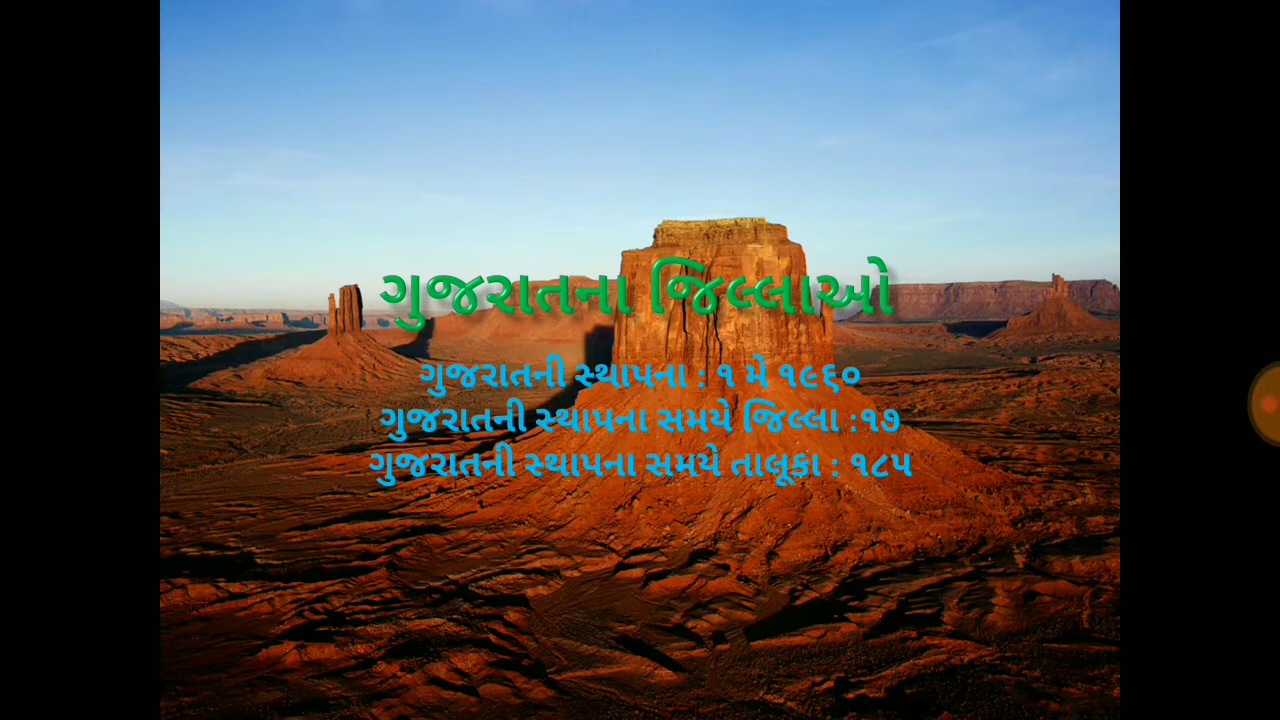 ગુજરાતના જિલ્લાઓ
ગુજરાતની સ્થાપના : ૧ મે ૧૯૬૦
ગુજરાતની સ્થાપના સમયે જિલ્લા :૧૭
ગુજરાતની સ્થાપના સમયે તાલૂકા : ૧૮૫